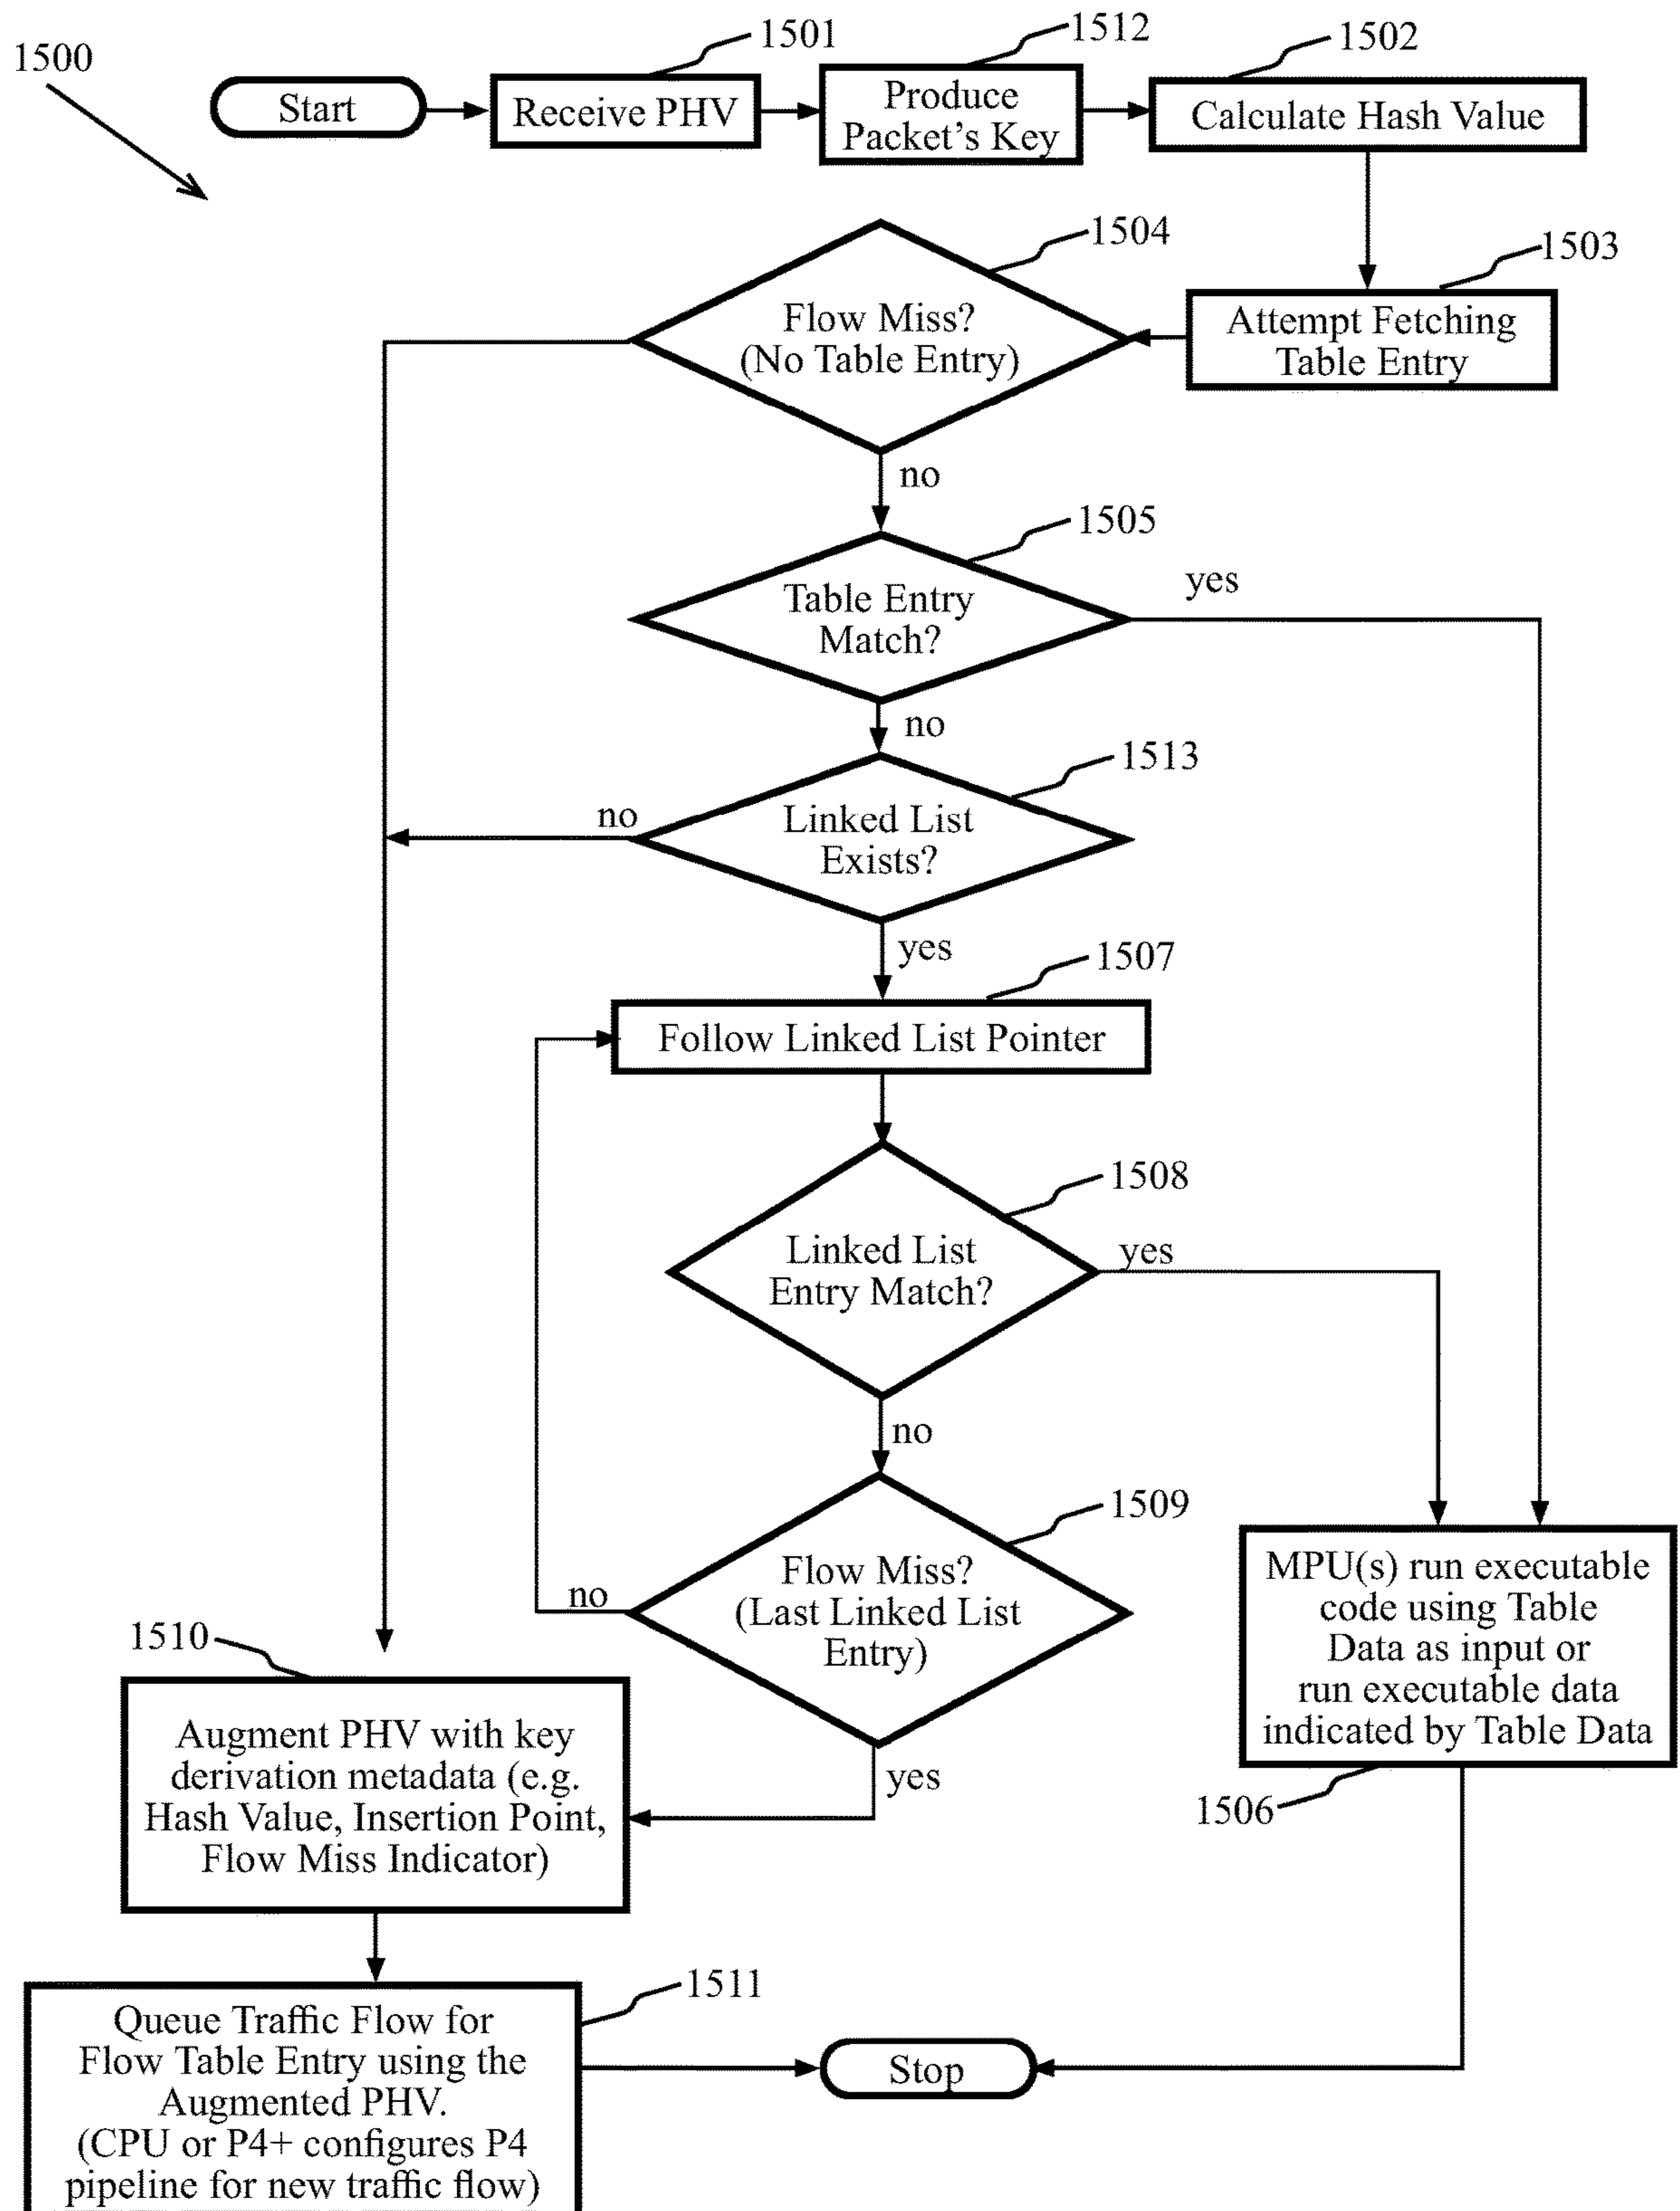 1500
Start
1501
Receive PHV
1512
Produce
Packet's Key
1502
Calculate Hash Value
1503
Attempt Fetching
Table Entry
1504
Flow Miss?
(No Table Entry)
no
1505
Table Entry
Match?
yes
no
1513
Linked List
Exists?
no
yes
1507
Follow Linked List Pointer
1508
Linked List
Entry Match?
yes
no
1509
Flow Miss?
(Last Linked List
Entry)
no
yes
MPU(s) run executable
code using Table
Data as input or
run executable data
indicated by Table Data
1506
1510
Augment PHV with key
derivation metadata (e.g.
Hash Value, Insertion Point,
Flow Miss Indicator)
1511
Queue Traffic Flow for
Flow Table Entry using the
Augmented PHV.
(CPU or P4+ configures P4
pipeline for new traffic flow)
Stop